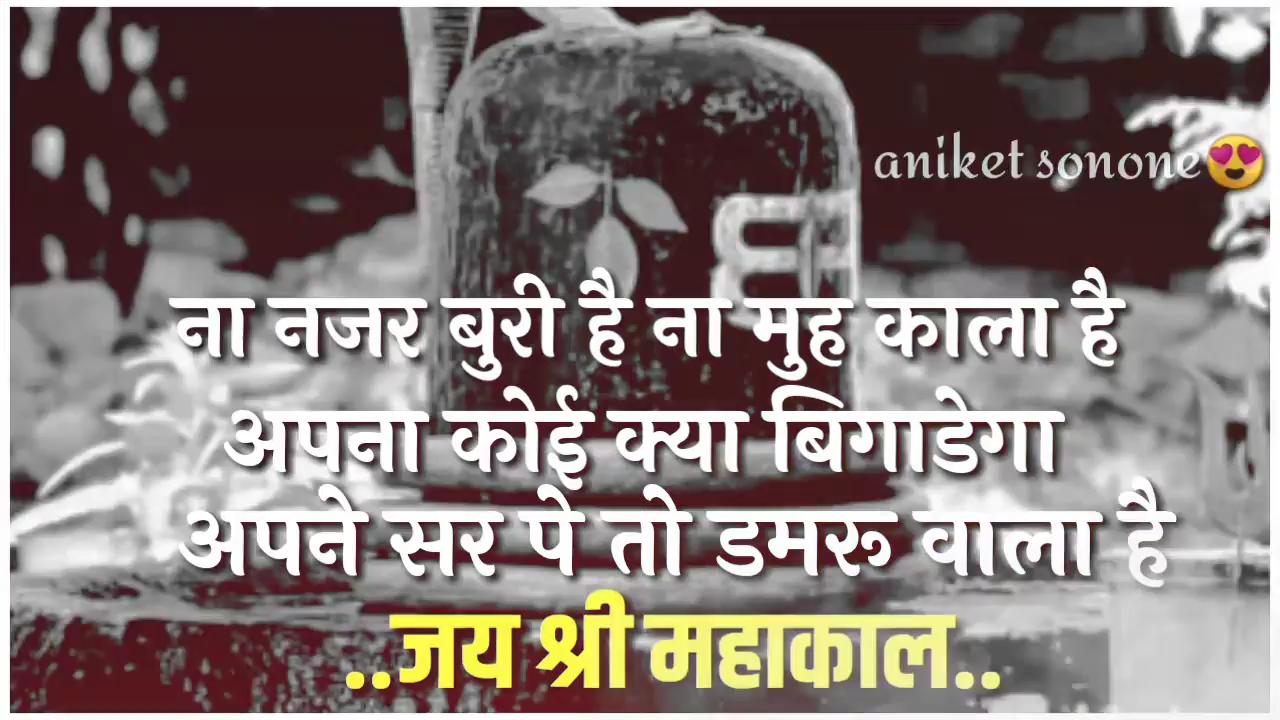 aniket sonone😍
ना नजर बुरी है ना मुह काला है
अपना कोई क्या बिगाडेगा
अपने सर पे तो डमरू वाला है
..जय श्री महाकाल..